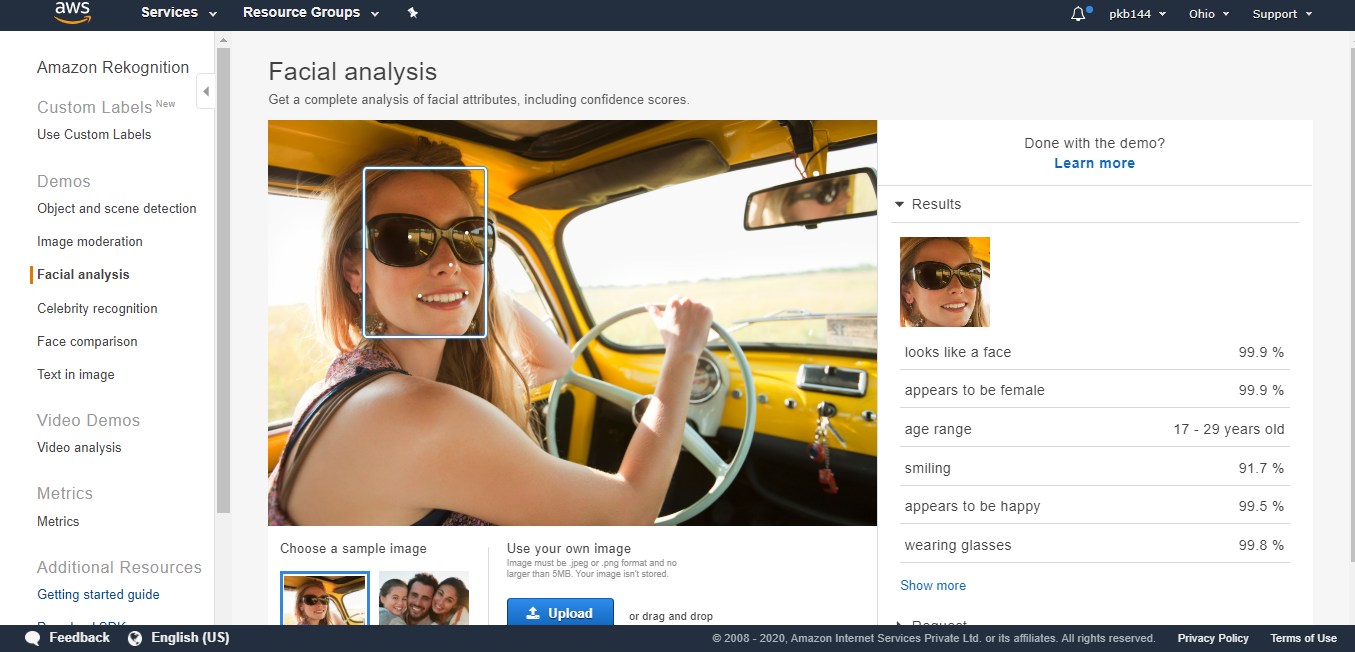 aws
Services
Resource Groups
pkb144
Ohio
Support
Amazon Rekognition
Custom Labels New
Use Custom Labels
Demos
Object and scene detection
Image moderation
Facial analysis
Celebrity recognition
Face comparison
Text in image
Video Demos
Video analysis
Metrics
Metrics
Additional Resources
Getting started guide
Download SDK
Facial analysis
Get a complete analysis of facial attributes, including confidence scores.
Choose a sample image
Use your own image
Image must be .jpeg or .png format and no
larger than 5MB. Your image isn't stored.
Upload
or drag and drop
Done with the demo?
Learn more
Results
looks like a face 99.9 %
appears to be female 99.9 %
age range 17 - 29 years old
smiling 91.7 %
appears to be happy 99.5 %
wearing glasses 99.8 %
Show more
Request
Feedback
English (US)
© 2008 - 2020, Amazon Internet Services Private Ltd. or its affiliates. All rights reserved.
Privacy Policy
Terms of Use